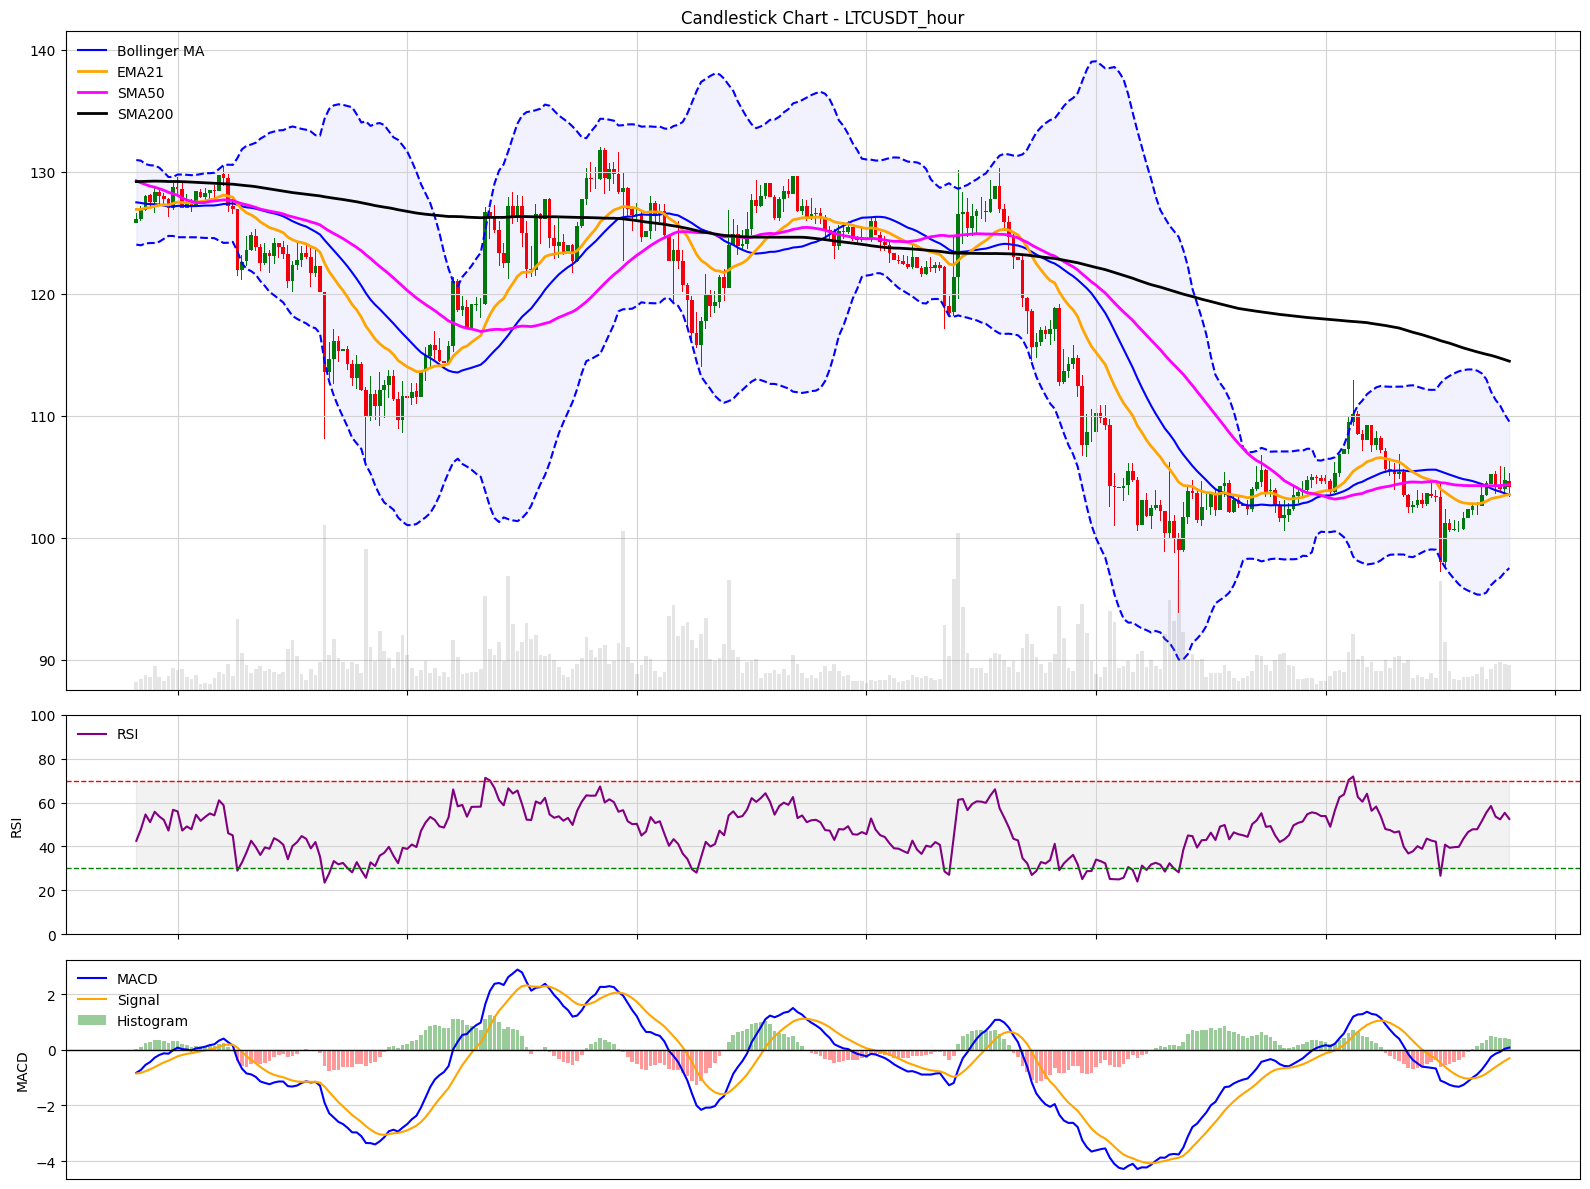 Candlestick Chart - LTCUSDT_hour
Bollinger MA
EMA21
SMA50
SMA200
140
130
120
110
100
90
RSI
100
80
60
40
20
0
RSI
MACD
Signal
Histogram
2
0
−2
−4
MACD